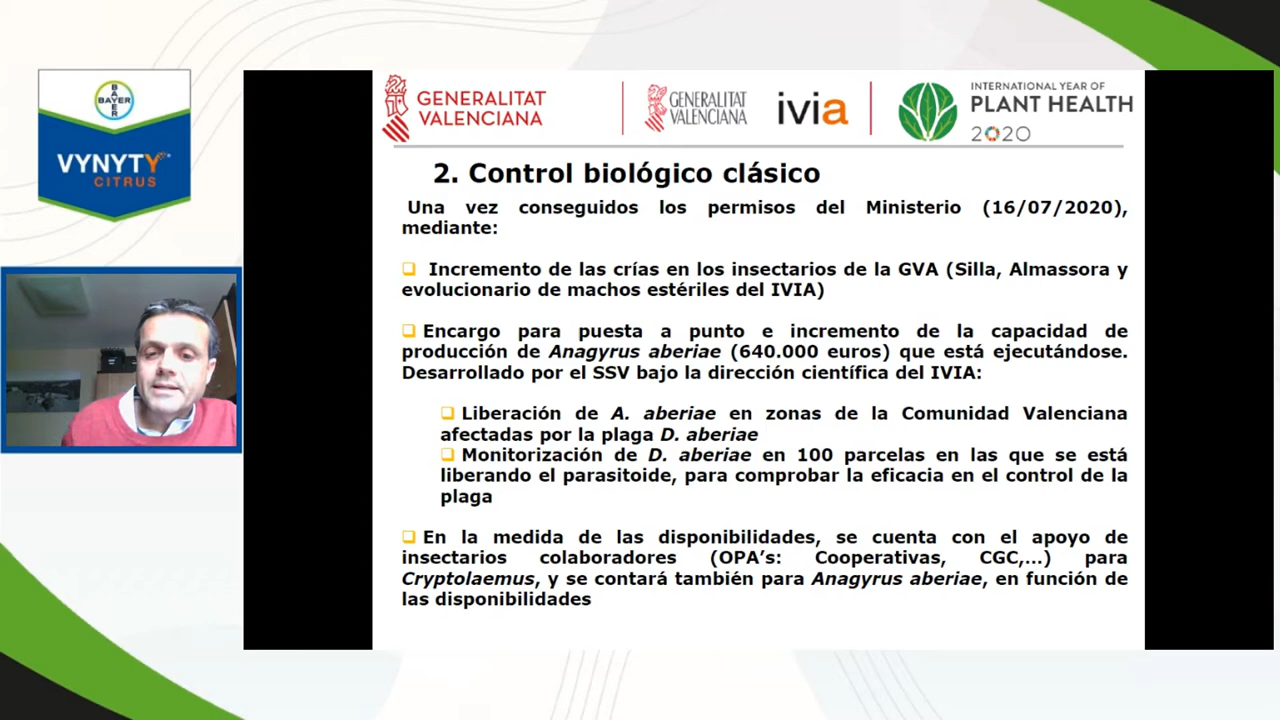 BAYER
BAYER
VYNYTY
CITRUS
GENERALITAT
VALENCIANA
GENERALITAT
VALENCIANA
ivia
INTERNATIONAL YEAR OF
PLANT HEALTH
2020
2. Control biológico clásico
Una vez conseguidos los permisos del Ministerio (16/07/2020),
mediante:
Incremento de las crías en los insectarios de la GVA (Silla, Almassora y
evolucionario de machos estériles del IVIA)
Encargo para puesta a punto e incremento de la capacidad de
producción de Anagyrus aberiae (640.000 euros) que está ejecutándose.
Desarrollado por el SSV bajo la dirección científica del IVIA:
Liberación de A. aberiae en zonas de la Comunidad Valenciana
afectadas por la plaga D. aberiae
Monitorización de D. aberiae en 100 parcelas en las que se está
liberando el parasitoide, para comprobar la eficacia en el control de la
plaga
En la medida de las disponibilidades, se cuenta con el apoyo de
insectarios colaboradores (OPA’s: Cooperativas, CGC,...) para
Cryptolaemus, y se contará también para Anagyrus aberiae, en función de
las disponibilidades